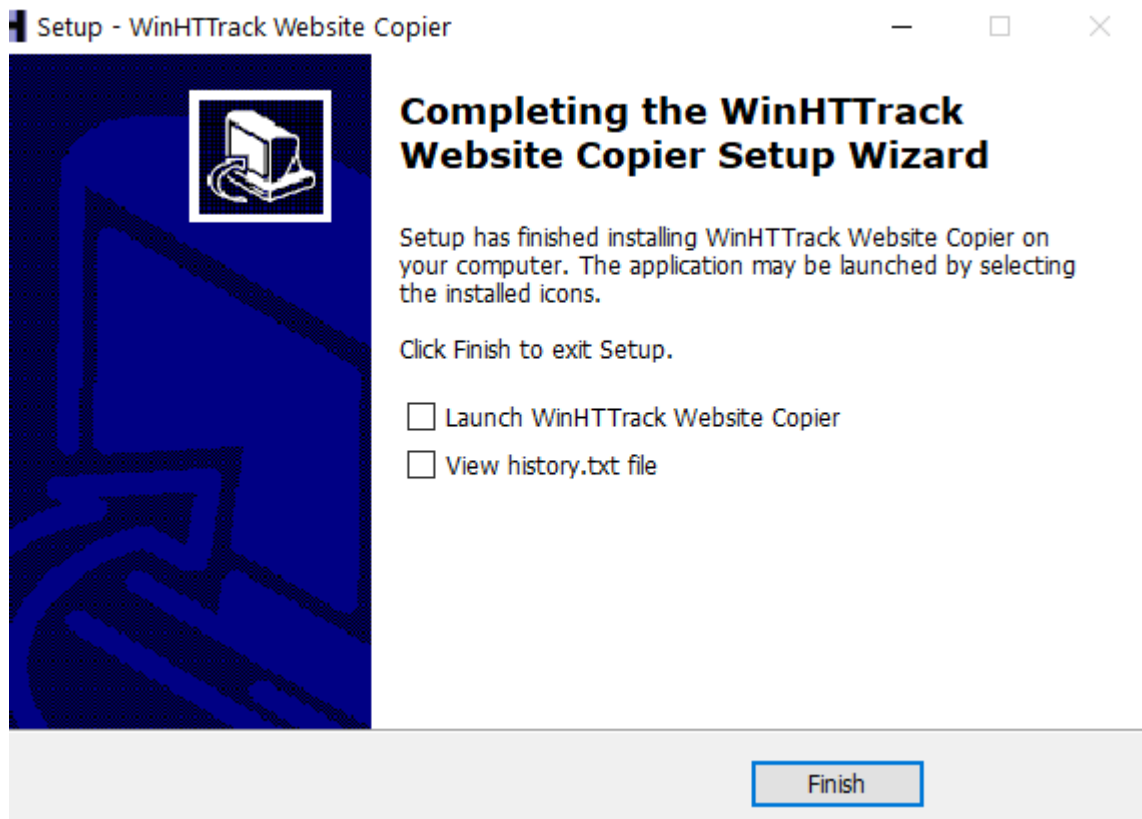 Setup - WinHTTrack Website Copier
Completing the WinHTTrack
Website Copier Setup Wizard
Setup has finished installing WinHTTrack Website Copier on
your computer. The application may be launched by selecting
the installed icons.
Click Finish to exit Setup.
Launch WinHTTrack Website Copier
View history.txt file
Finish